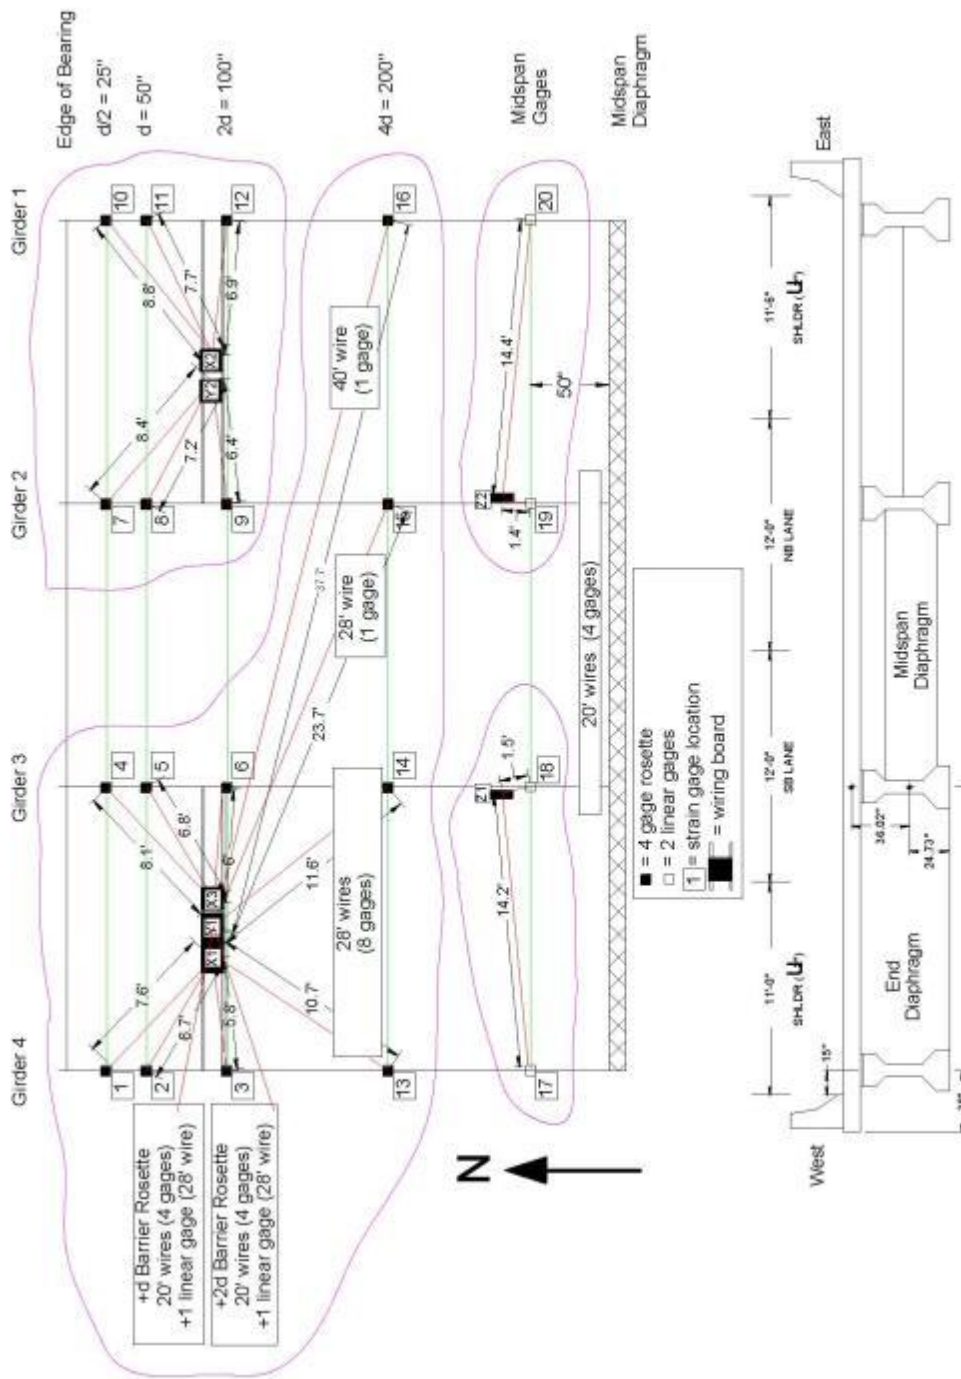 Girder 4
Girder 3
Girder 2
Girder 1
Edge of Bearing
d/2 = 25"
d = 50"
2d = 100"
4d = 200"
Midspan
Gages
Midspan
Diaphragm
1
4
7
10
2
5
8
11
3
6
9
12
13
14
16
17
18
19
20
7.6'
8.1'
8.4'
8.8'
6.7'
6.8'
7.2'
7.7'
5.8'
6.4'
6.9'
X1
Y1
X3
Y2
X2
10.7'
11.6'
23.7'
37.7'
+d Barrier Rosette
20' wires (4 gages)
+1 linear gage (28' wire)
+2d Barrier Rosette
20' wires (4 gages)
+1 linear gage (28' wire)
28' wires
(8 gages)
28' wire
(1 gage)
40' wire
(1 gage)
Z1
Z2
14.2'
1.5'
1.4'
14.4'
50"
20' wires (4 gages)
N
= 4 gage rosette
= 2 linear gages
1 = strain gage location
= wiring board
11'-0"
12'-0"
12'-0"
11'-6"
SHLDR
SB LANE
NB LANE
SHLDR
West
East
15"
36.02"
24.73"
End
Diaphragm
Midspan
Diaphragm